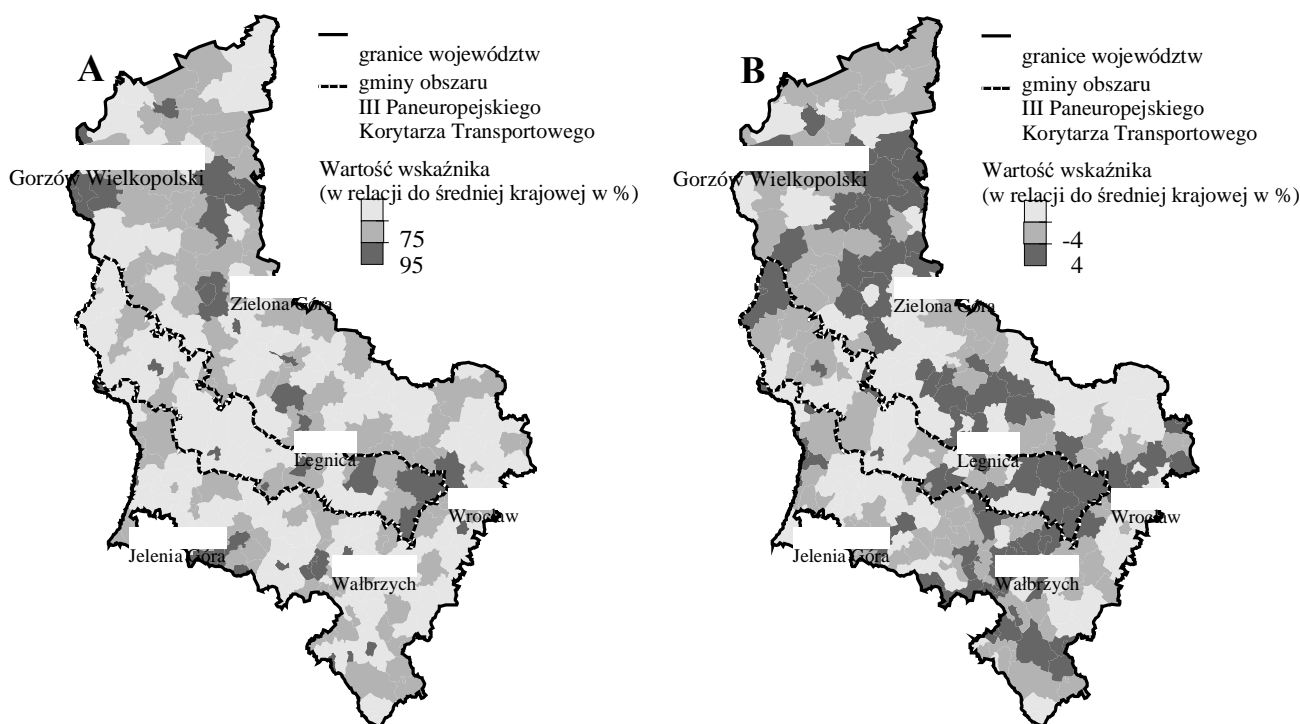 A
granice województw
gminy obszaru
III Paneuropejskiego
Korytarza Transportowego
Wartość wskaźnika
(w relacji do średniej krajowej w %)
75
95
Gorzów Wielkopolski
Zielona Góra
Legnica
Wrocław
Jelenia Góra
Wałbrzych
B
granice województw
gminy obszaru
III Paneuropejskiego
Korytarza Transportowego
Wartość wskaźnika
(w relacji do średniej krajowej w %)
-4
4
Gorzów Wielkopolski
Zielona Góra
Legnica
Wrocław
Jelenia Góra
Wałbrzych